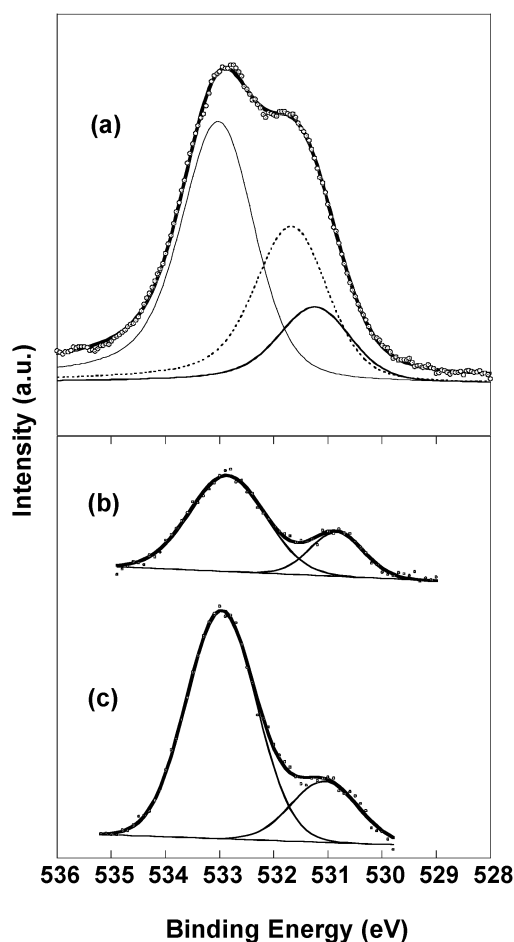 (a)
Intensity (a.u.)
(b)
(c)
536 535 534 533 532 531 530 529 528
Binding Energy (eV)